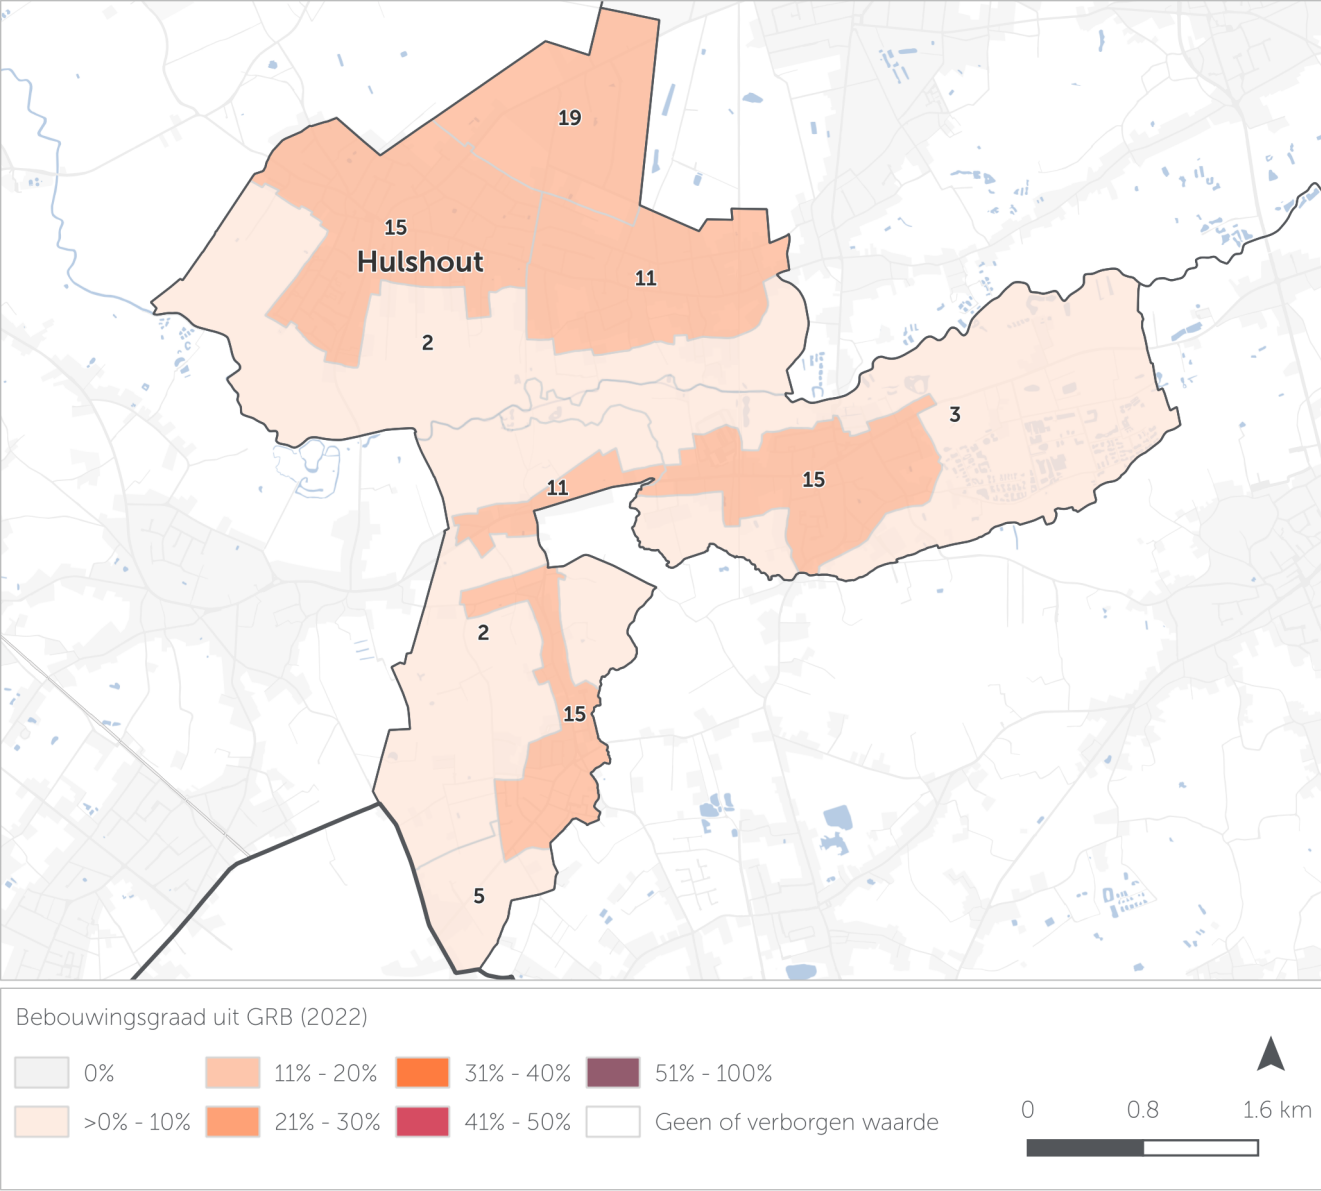 19
15
Hulshout
11
2
3
15
11
2
15
5
Bebouwingsgraad uit GRB (2022)
0% 11% - 20% 31% - 40% 51% - 100%
>0% - 10% 21% - 30% 41% - 50% Geen of verborgen waarde
0 0.8 1.6 km